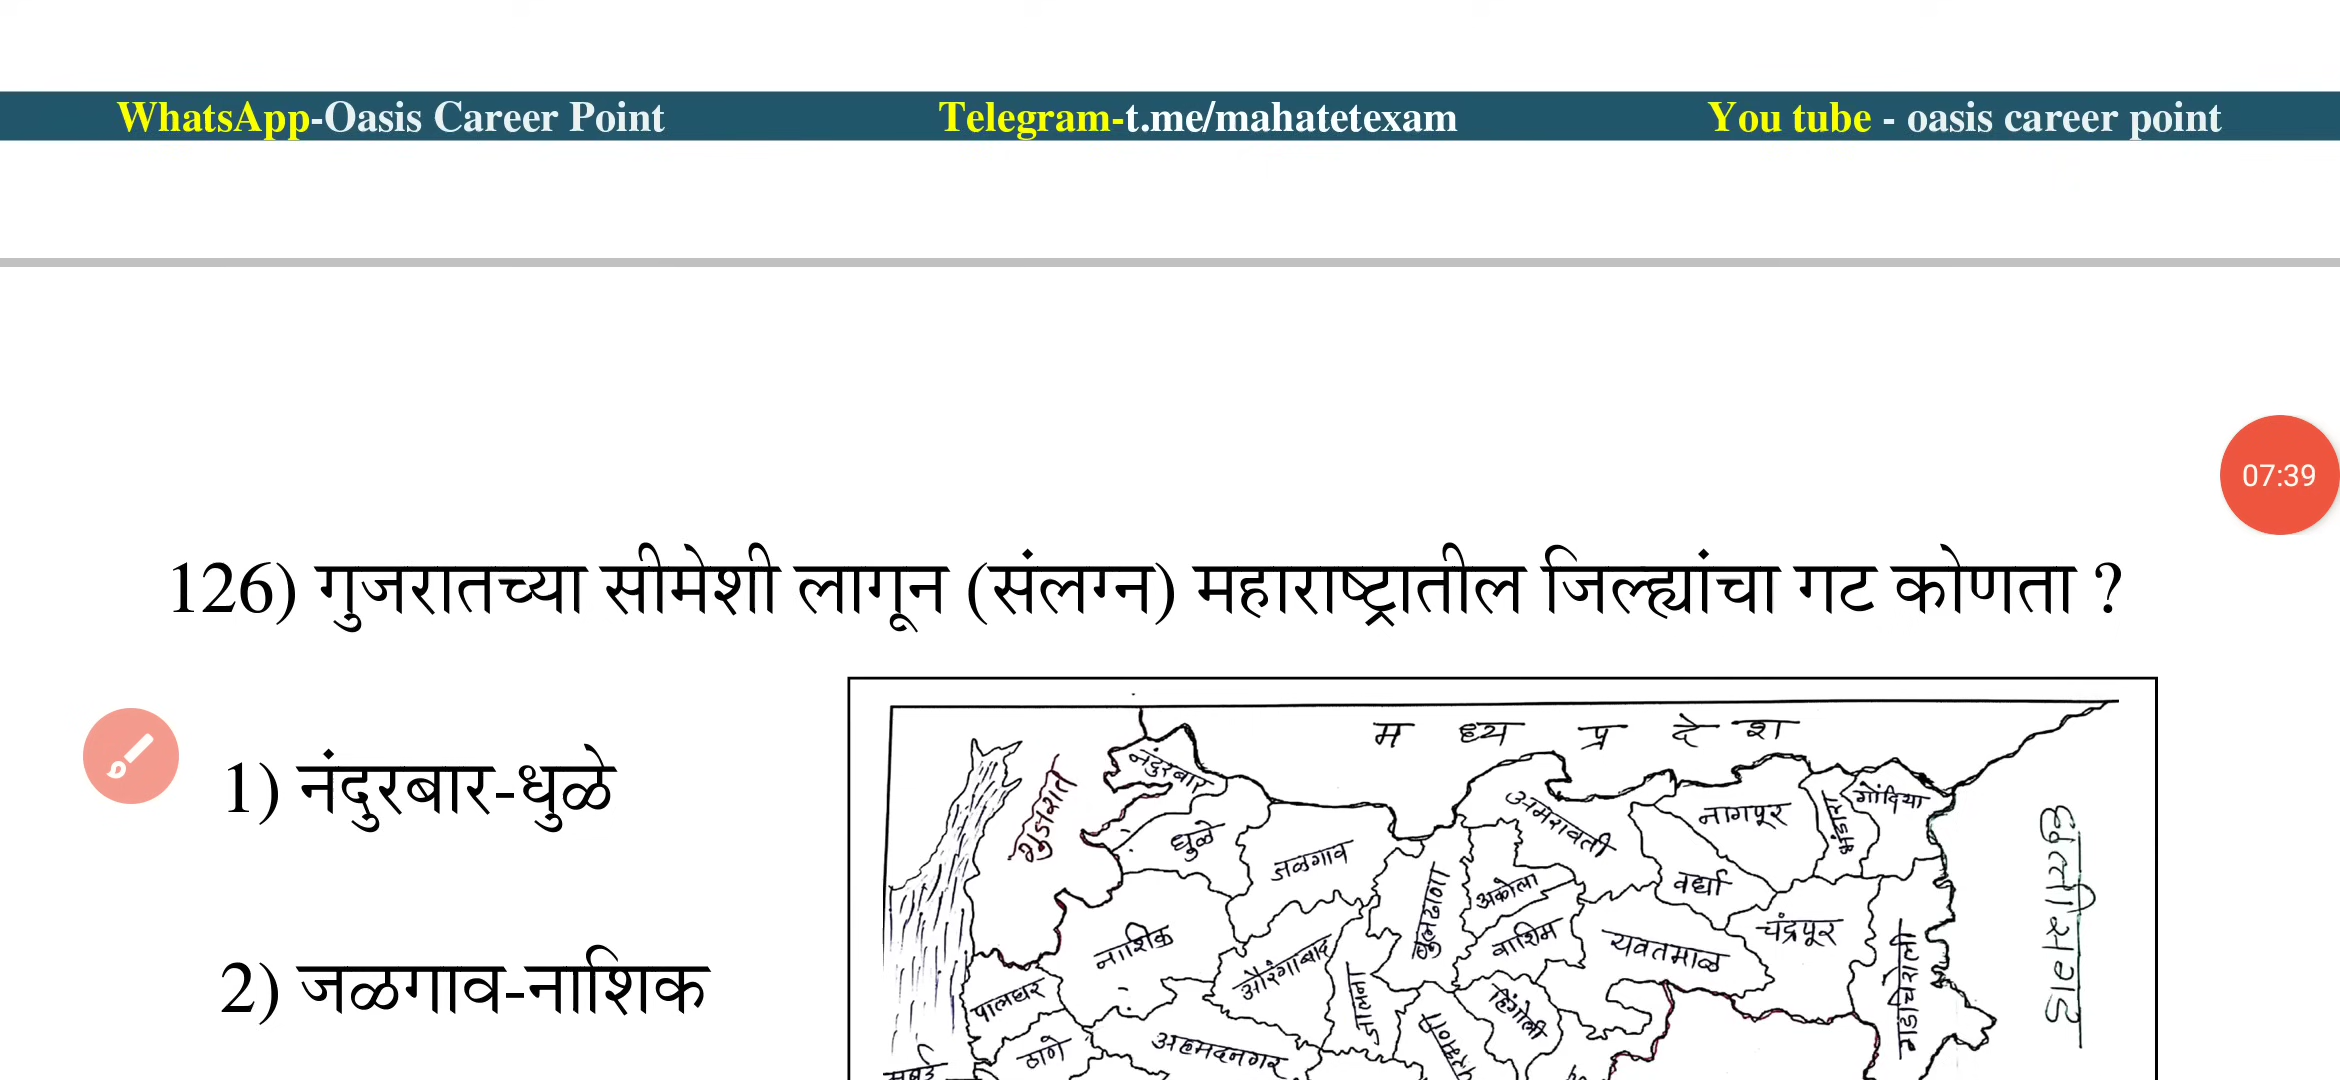 WhatsApp-Oasis Career Point Telegram-t.me/mahatetexam You tube - oasis career point
07:39
126) गुजरातच्या सीमेशी लागून (संलग्न) महाराष्ट्रातील जिल्ह्यांचा गट कोणता ?
1) नंदुरबार-धुळे
2) जळगाव-नाशिक
म ध्य प्र दे श
नंदुरबार
गुजरात
धुळे
जळगाव
अमरावती
नागपूर
भंडारा
गोंदिया
छत्तीसगड
बुलढाणा
अकोला
वर्धा
नाशिक
औरंगाबाद
जालना
वाशिम
यवतमाळ
चंद्रपूर
गडचिरोली
पालघर
हिंगोली
ठाणे
अहमदनगर
मुंबई